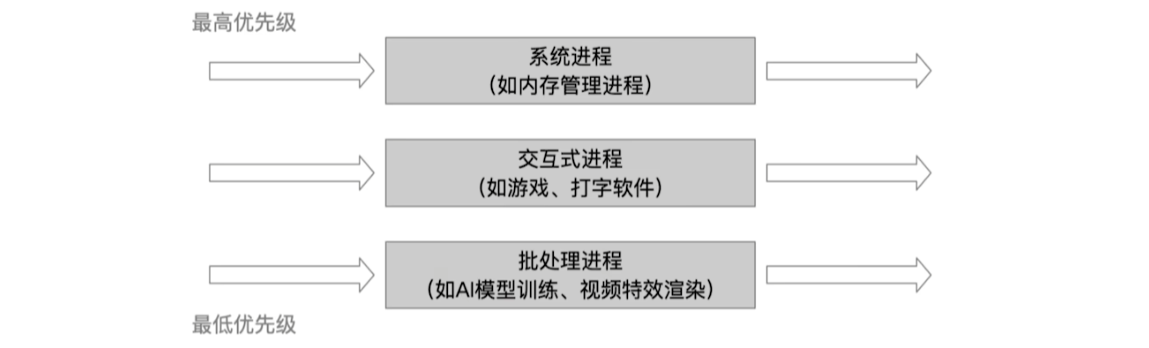 最高优先级
系统进程
（如内存管理进程）
交互式进程
（如游戏、打字软件）
批处理进程
（如AI模型训练、视频特效渲染）
最低优先级